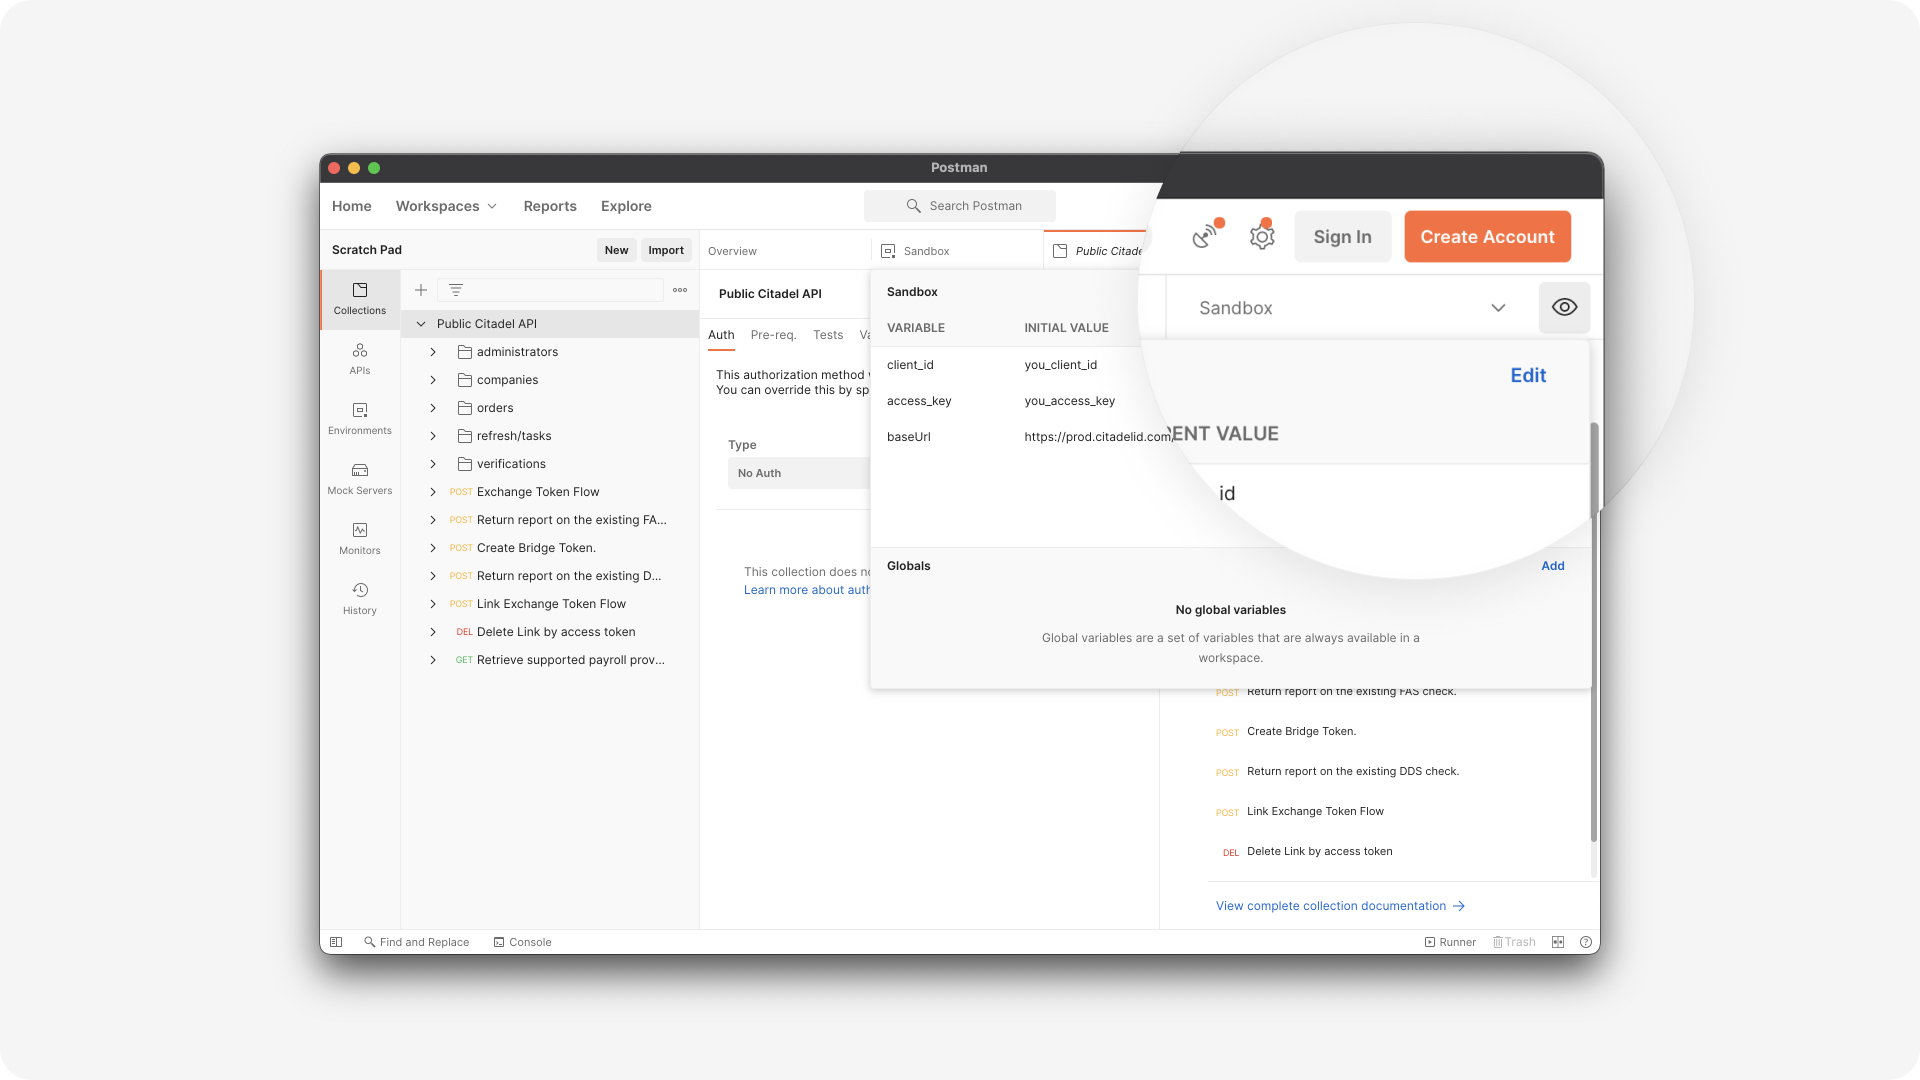 Postman
Home
Workspaces
Reports
Explore
Search Postman
Sign In
Create Account
Scratch Pad
New
Import
Overview
Sandbox
Public Citade
Sandbox
Collections
APIs
Environments
Mock Servers
Monitors
History
Public Citadel API
administrators
companies
orders
refresh/tasks
verifications
POST Exchange Token Flow
POST Return report on the existing FA...
POST Create Bridge Token.
POST Return report on the existing D...
POST Link Exchange Token Flow
DEL Delete Link by access token
GET Retrieve supported payroll prov...
Public Citadel API
Auth
Pre-req.
Tests
Va
This authorization method
You can override this by sp
Type
No Auth
This collection does
Learn more about auth
Sandbox
Edit
VARIABLE
INITIAL VALUE
ENT VALUE
client_id
you_client_id
id
access_key
you_access_key
baseUrl
https://prod.citadelid.com/
Globals
Add
No global variables
Global variables are a set of variables that are always available in a
workspace.
POST Return report on the existing FAS check.
POST Create Bridge Token.
POST Return report on the existing DDS check.
POST Link Exchange Token Flow
DEL Delete Link by access token
View complete collection documentation →
Find and Replace
Console
Runner
Trash